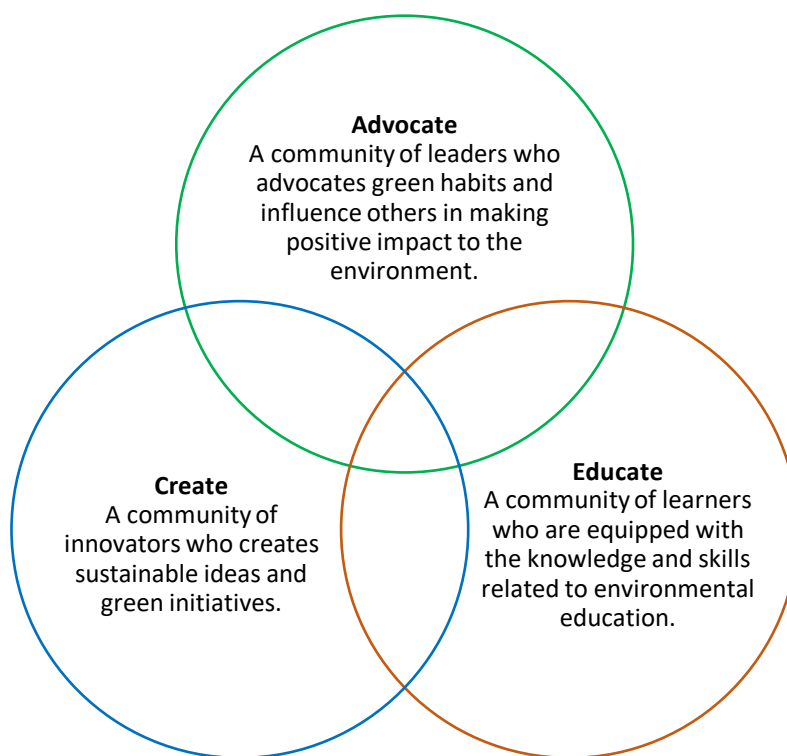 Advocate
A community of leaders who
advocates green habits and
influence others in making
positive impact to the
environment.
Create
A community of
innovators who creates
sustainable ideas and
green initiatives.
Educate
A community of learners
who are equipped with
the knowledge and skills
related to environmental
education.